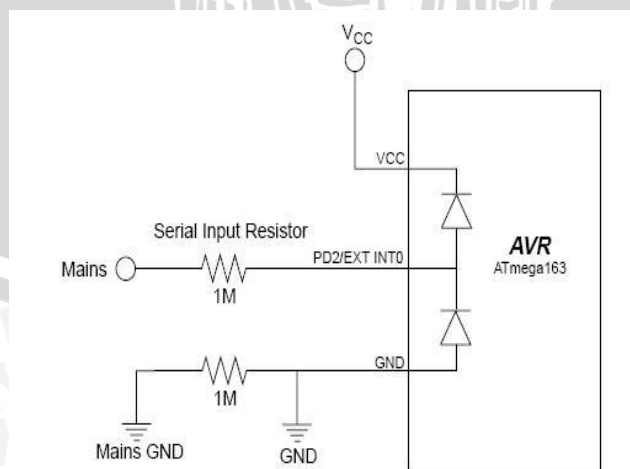 VCC
VCC
Serial Input Resistor
Mains
1M
PD2/EXT INT0
AVR
ATmega163
GND
1M
Mains GND
GND